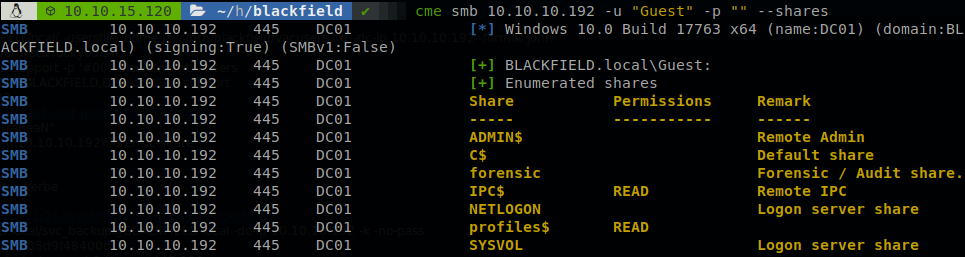 10.10.15.120 ~/h/blackfield ✔ cme smb 10.10.10.192 -u "Guest" -p "" --shares
SMB 10.10.10.192 445 DC01 [*] Windows 10.0 Build 17763 x64 (name:DC01) (domain:BL
ACKFIELD.local) (signing:True) (SMBv1:False)
SMB 10.10.10.192 445 DC01 [+] BLACKFIELD.local\Guest:
SMB 10.10.10.192 445 DC01 [+] Enumerated shares
SMB 10.10.10.192 445 DC01 Share Permissions Remark
SMB 10.10.10.192 445 DC01 ----- ----------- ------
SMB 10.10.10.192 445 DC01 ADMIN$ Remote Admin
SMB 10.10.10.192 445 DC01 C$ Default share
SMB 10.10.10.192 445 DC01 forensic Forensic / Audit share.
SMB 10.10.10.192 445 DC01 IPC$ READ Remote IPC
SMB 10.10.10.192 445 DC01 NETLOGON Logon server share
SMB 10.10.10.192 445 DC01 profiles$ READ
SMB 10.10.10.192 445 DC01 SYSVOL Logon server share